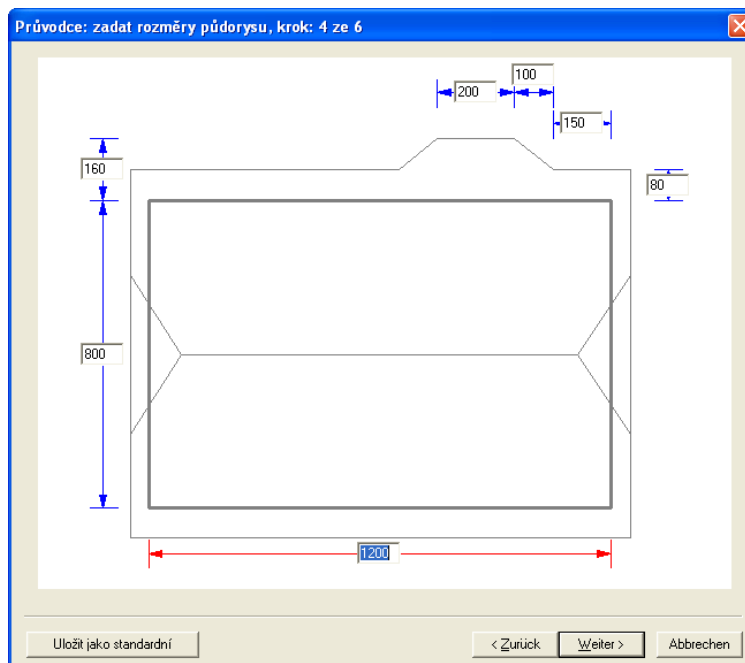 Průvodce: zadat rozměry půdorysu, krok: 4 ze 6
100
200
150
160
80
800
1200
Uložit jako standardní
< Zurück
Weiter >
Abbrechen